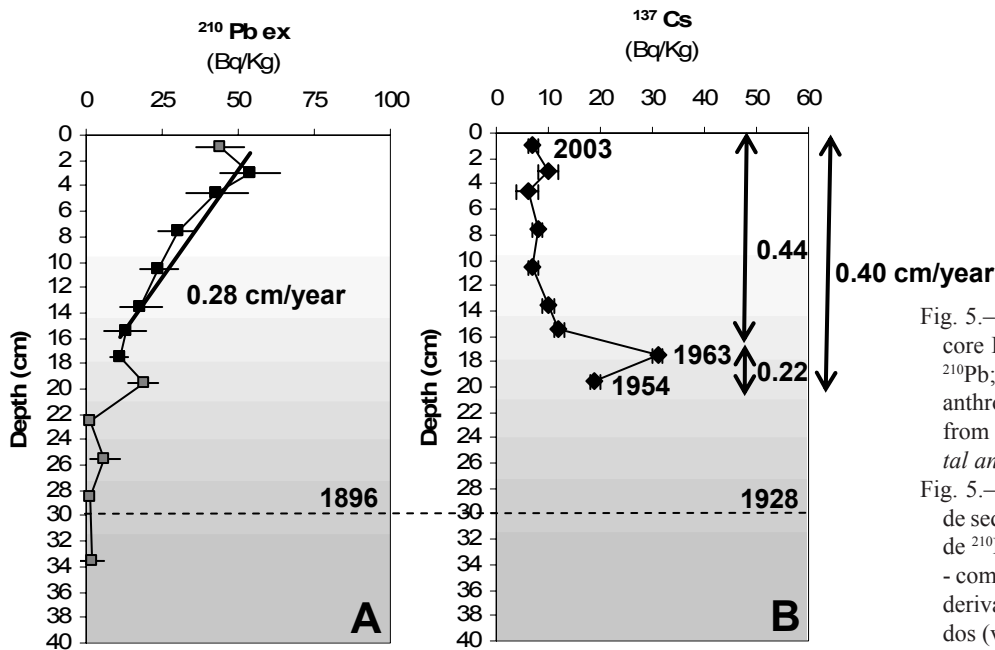 ²¹⁰ Pb ex
(Bq/Kg)
0 25 50 75 100
Depth (cm)
0
2
4
6
8
10
12
14
16
18
20
22
24
26
28
30
32
34
36
38
40
0.28 cm/year
1896
A
¹³⁷ Cs
(Bq/Kg)
0 10 20 30 40 50 60
Depth (cm)
0
2
4
6
8
10
12
14
16
18
20
22
24
26
28
30
32
34
36
38
40
2003
1963
1954
0.44
0.22
0.40 cm/year
1928
B
Fig. 5.–
core
²¹⁰Pb;
anthro
from
tal an
Fig. 5.–
de sed
de ²¹⁰
- com
deriva
dos (v